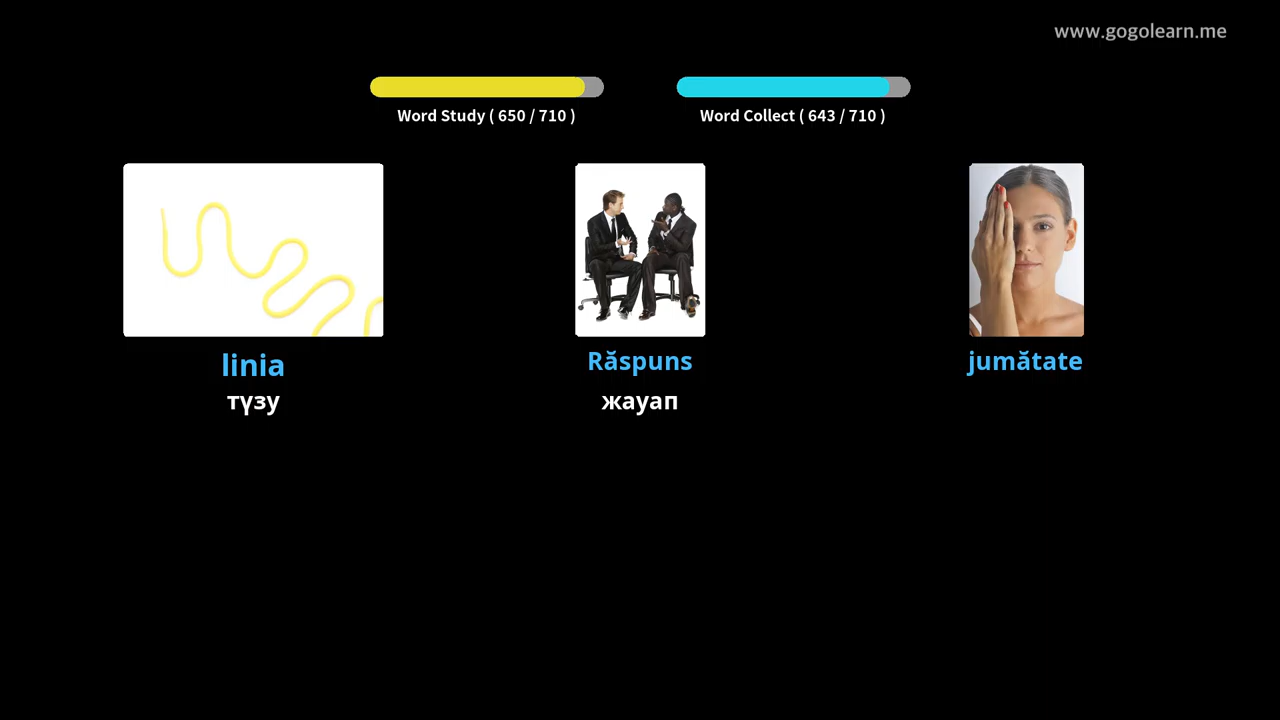 www.gogolearn.me
Word Study ( 650 / 710 )
Word Collect ( 643 / 710 )
linia
түзу
Răspuns
жауап
jumătate